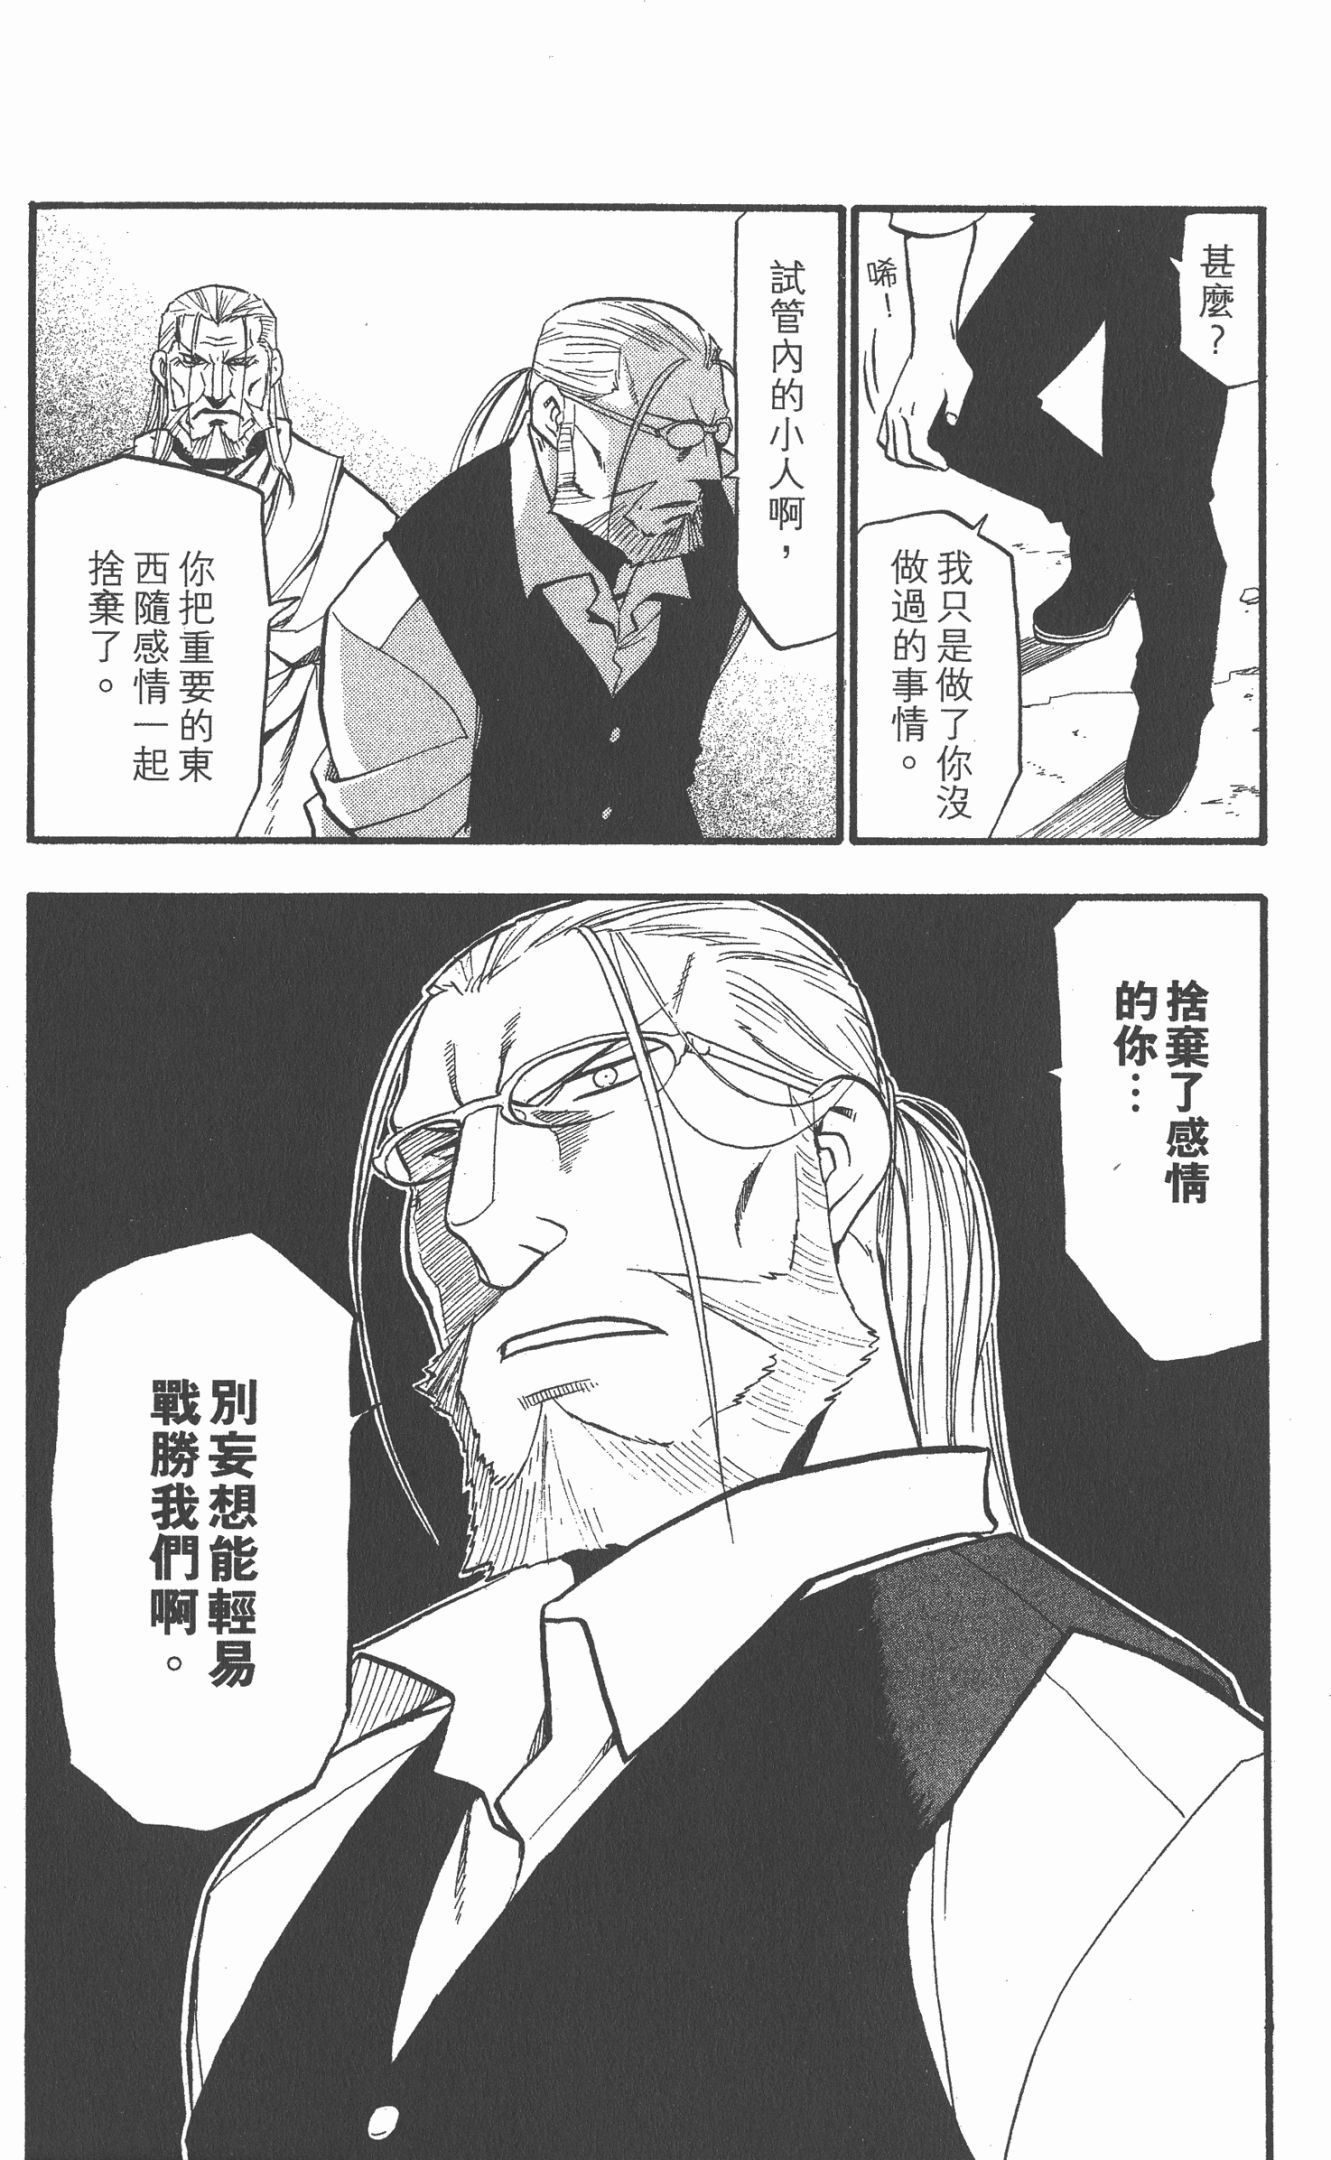 甚麼？
唏！
我只是做了你沒
做過的事情。
試管內的小人啊，
你把重要的東
西隨感情一起
捨棄了。
捨棄了感情
的你…
別妄想能輕易
戰勝我們啊。